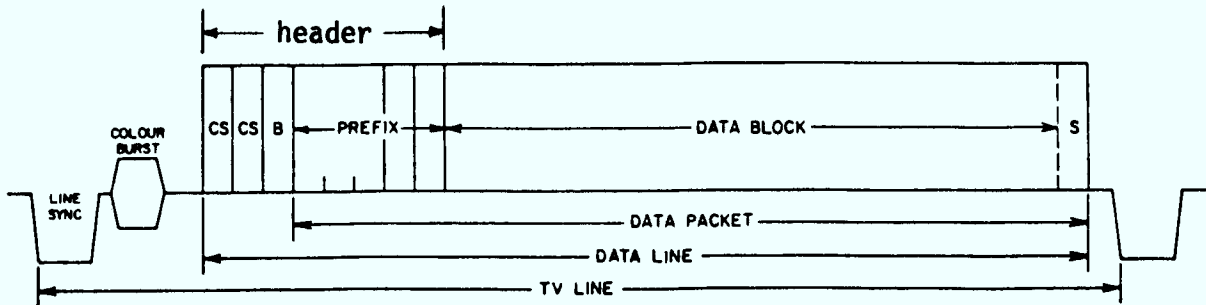 header
CS CS B PREFIX DATA BLOCK S
COLOUR
BURST
LINE
SYNC
DATA PACKET
DATA LINE
TV LINE